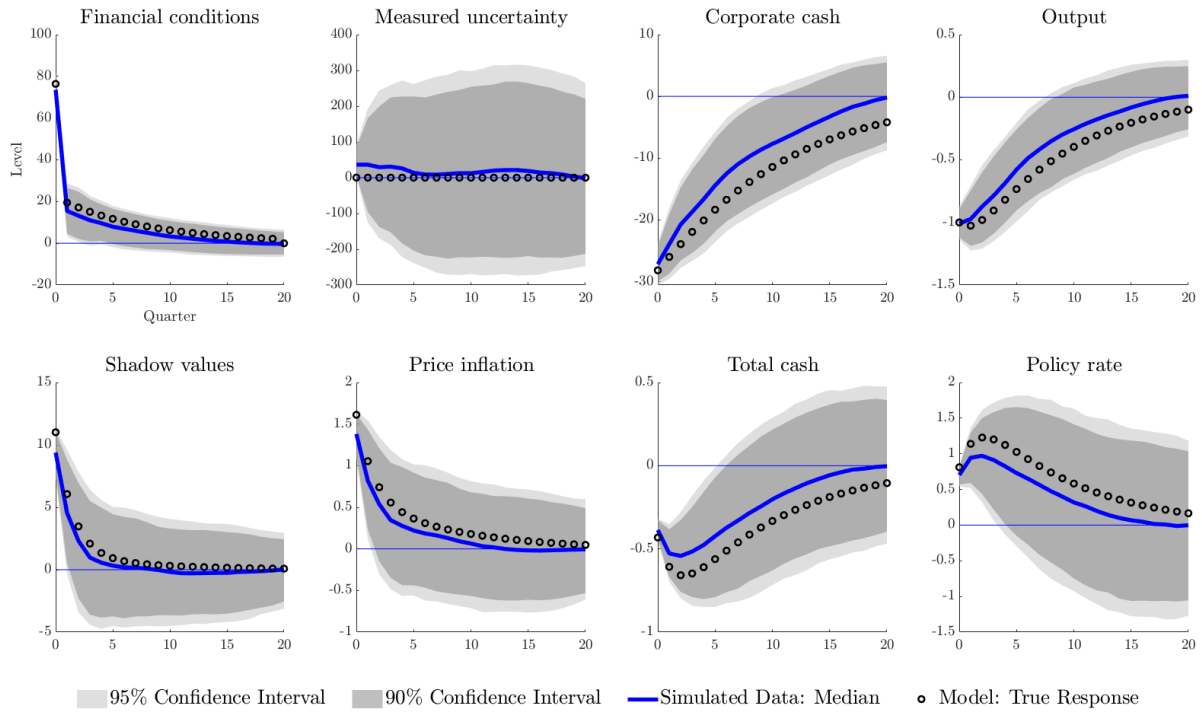 Financial conditions
Measured uncertainty
Corporate cash
Output
100
80
60
40
20
0
-20
Level
0 5 10 15 20
Quarter
400
300
200
100
0
-100
-200
-300
0 5 10 15 20
10
0
-10
-20
-30
0 5 10 15 20
0.5
0
-0.5
-1
-1.5
0 5 10 15 20
Shadow values
Price inflation
Total cash
Policy rate
15
10
5
0
-5
0 5 10 15 20
2
1.5
1
0.5
0
-0.5
-1
0 5 10 15 20
0.5
0
-0.5
-1
0 5 10 15 20
2
1.5
1
0.5
0
-0.5
-1
-1.5
0 5 10 15 20
95% Confidence Interval 90% Confidence Interval Simulated Data: Median Model: True Response